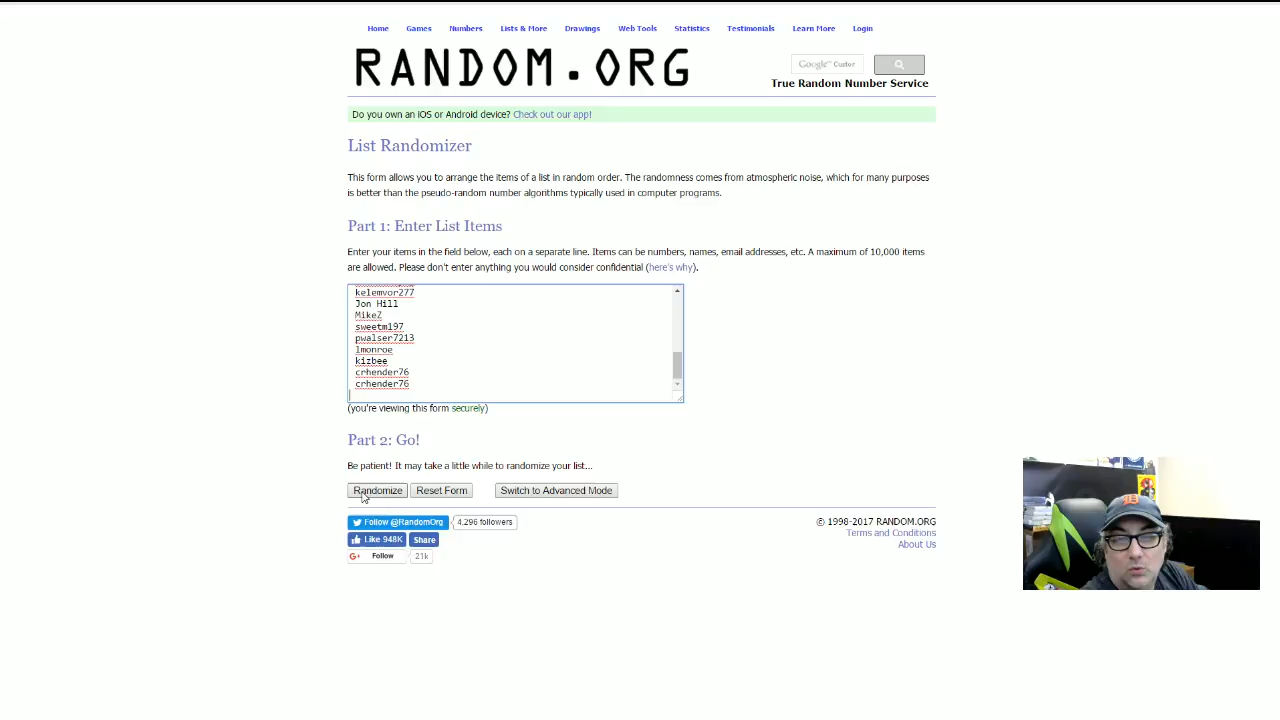 Home Games Numbers Lists & More Drawings Web Tools Statistics Testimonials Learn More Login
RANDOM.ORG
Google™ Custor
True Random Number Service
Do you own an iOS or Android device? Check out our app!
List Randomizer
This form allows you to arrange the items of a list in random order. The randomness comes from atmospheric noise, which for many purposes
is better than the pseudo-random number algorithms typically used in computer programs.
Part 1: Enter List Items
Enter your items in the field below, each on a separate line. Items can be numbers, names, email addresses, etc. A maximum of 10,000 items
are allowed. Please don't enter anything you would consider confidential (here's why).
kelemvor277
Jon Hill
MikeZ
sweetm197
pwalser7213
lmonroe
kizbee
crhender76
crhender76
(you're viewing this form securely)
Part 2: Go!
Be patient! It may take a little while to randomize your list...
Randomize Reset Form Switch to Advanced Mode
Follow @RandomOrg 4,296 followers
Like 948K Share
G+ Follow 21k
© 1998-2017 RANDOM.ORG
Terms and Conditions
About Us